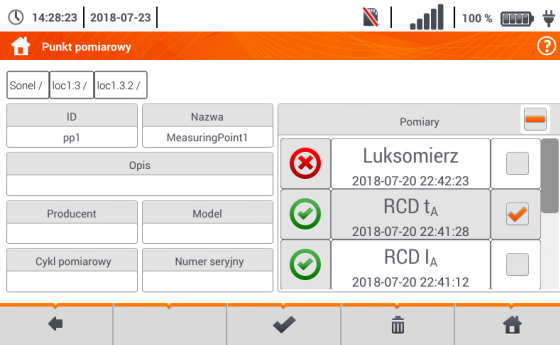 14:28:23 2018-07-23 100 %
Punkt pomiarowy ?
Sonel / loc1.3 / loc1.3.2 /
ID Nazwa
pp1 MeasuringPoint1
Opis
Producent Model
Cykl pomiarowy Numer seryjny
Pomiary
Luksomierz
2018-07-20 22:42:23
RCD tA
2018-07-20 22:41:28
RCD IA
2018-07-20 22:41:12